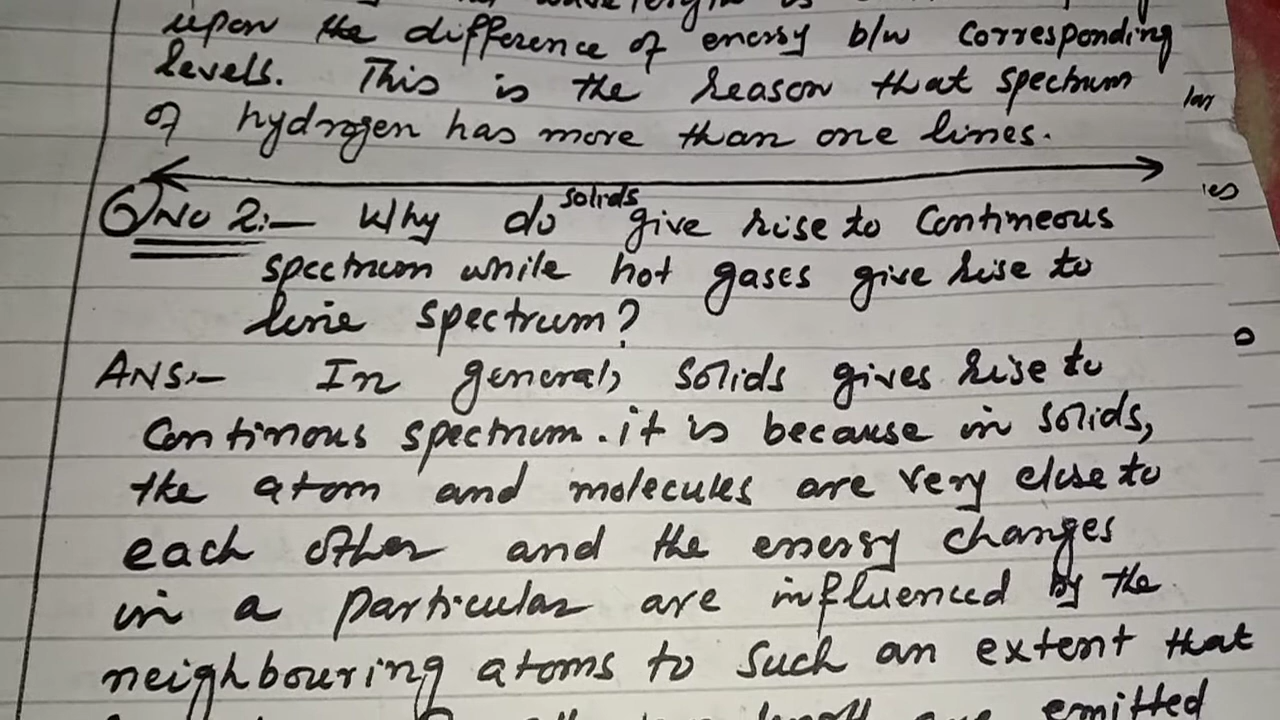 upon the difference of energy b/w corresponding
levels. This is the reason that spectrum
of hydrogen has more than one lines.
Q NO 2:- Why do solids give rise to contineous
spectrum while hot gases give rise to
line spectrum?
ANS:- In general, solids gives rise to
continous spectrum. it is because in solids,
the atom and molecules are very close to
each other and the energy changes
in a particular are influenced by the
neighbouring atoms to such an extent that
are emitted